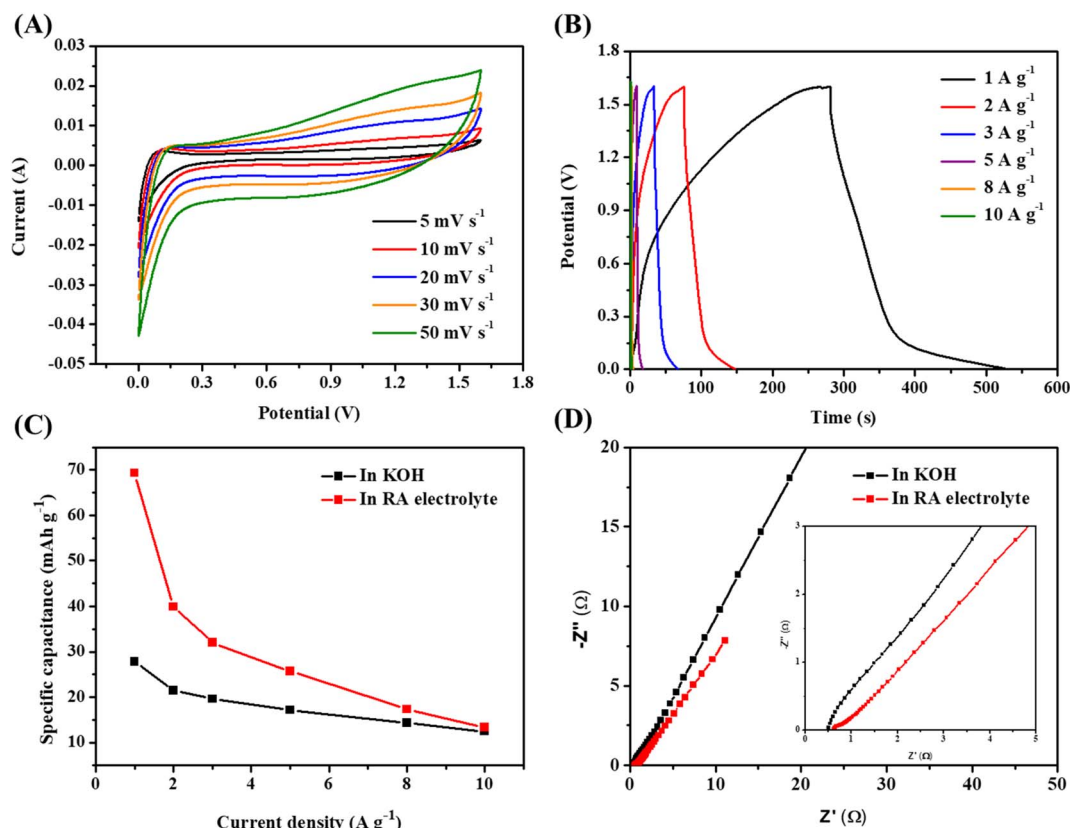 (A)
0.03
0.02
0.01
0.00
-0.01
-0.02
-0.03
-0.04
-0.05
Current (A)
5 mV s⁻¹
10 mV s⁻¹
20 mV s⁻¹
30 mV s⁻¹
50 mV s⁻¹
0.0 0.3 0.6 0.9 1.2 1.5 1.8
Potential (V)
(B)
1.8
1.5
1.2
0.9
0.6
0.3
0.0
Potential (V)
1 A g⁻¹
2 A g⁻¹
3 A g⁻¹
5 A g⁻¹
8 A g⁻¹
10 A g⁻¹
0 100 200 300 400 500 600
Time (s)
(C)
70
60
50
40
30
20
10
Specific capacitance (mAh g⁻¹)
In KOH
In RA electrolyte
0 2 4 6 8 10
Current density (A g⁻¹)
(D)
20
15
10
5
0
-Z'' (Ω)
In KOH
In RA electrolyte
3
2
1
0
-Z'' (Ω)
0 1 2 3 4 5
Z' (Ω)
0 5 10 15 20 25 30 35 40 45 50
Z' (Ω)